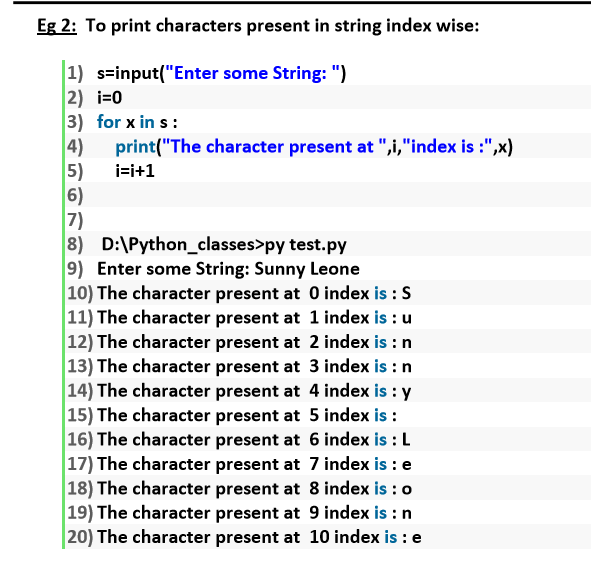 Eg 2: To print characters present in string index wise:
1) s=input("Enter some String: ")
2) i=0
3) for x in s :
4) print("The character present at ",i,"index is :",x)
5) i=i+1
6)
7)
8) D:\Python_classes>py test.py
9) Enter some String: Sunny Leone
10) The character present at 0 index is : S
11) The character present at 1 index is : u
12) The character present at 2 index is : n
13) The character present at 3 index is : n
14) The character present at 4 index is : y
15) The character present at 5 index is :
16) The character present at 6 index is : L
17) The character present at 7 index is : e
18) The character present at 8 index is : o
19) The character present at 9 index is : n
20) The character present at 10 index is : e